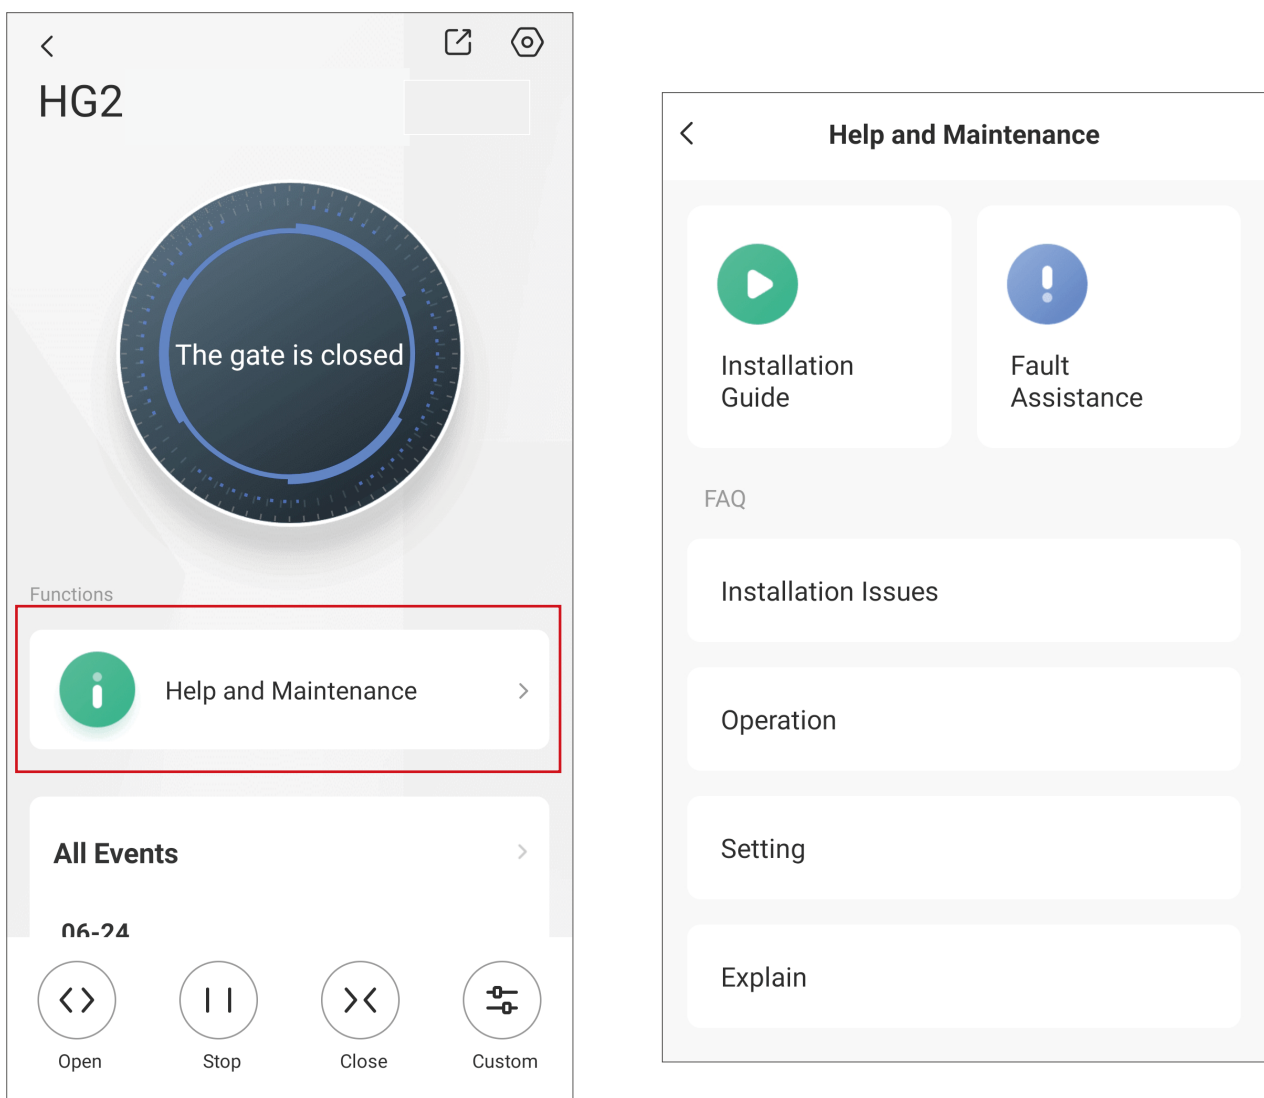 HG2
The gate is closed
Functions
Help and Maintenance
All Events
06-24
Open
Stop
Close
Custom
Help and Maintenance
Installation
Guide
Fault
Assistance
FAQ
Installation Issues
Operation
Setting
Explain